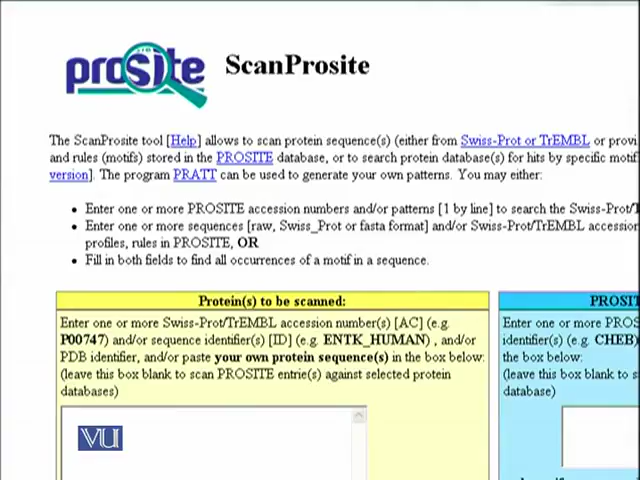 prosite ScanProsite
The ScanProsite tool [Help] allows to scan protein sequence(s) (either from Swiss-Prot or TrEMBL or
and rules (motifs) stored in the PROSITE database, or to search protein database(s) for hits by specific
version]. The program PRATT can be used to generate your own patterns. You may either:
• Enter one or more PROSITE accession numbers and/or patterns [1 by line] to search the Swiss-Prot/T
• Enter one or more sequences [raw, Swiss_Prot or fasta format] and/or Swiss-Prot/TrEMBL accession
profiles, rules in PROSITE, OR
• Fill in both fields to find all occurrences of a motif in a sequence.
Protein(s) to be scanned:
Enter one or more Swiss-Prot/TrEMBL accession number(s) [AC] (e.g.
P00747) and/or sequence identifier(s) [ID] (e.g. ENTK_HUMAN) , and/or
PDB identifier, and/or paste your own protein sequence(s) in the box below:
(leave this box blank to scan PROSITE entrie(s) against selected protein
databases)
PROSIT
Enter one or more PROS
identifier(s) (e.g. CHEB)
the box below:
(leave this box blank to s
database)
VU